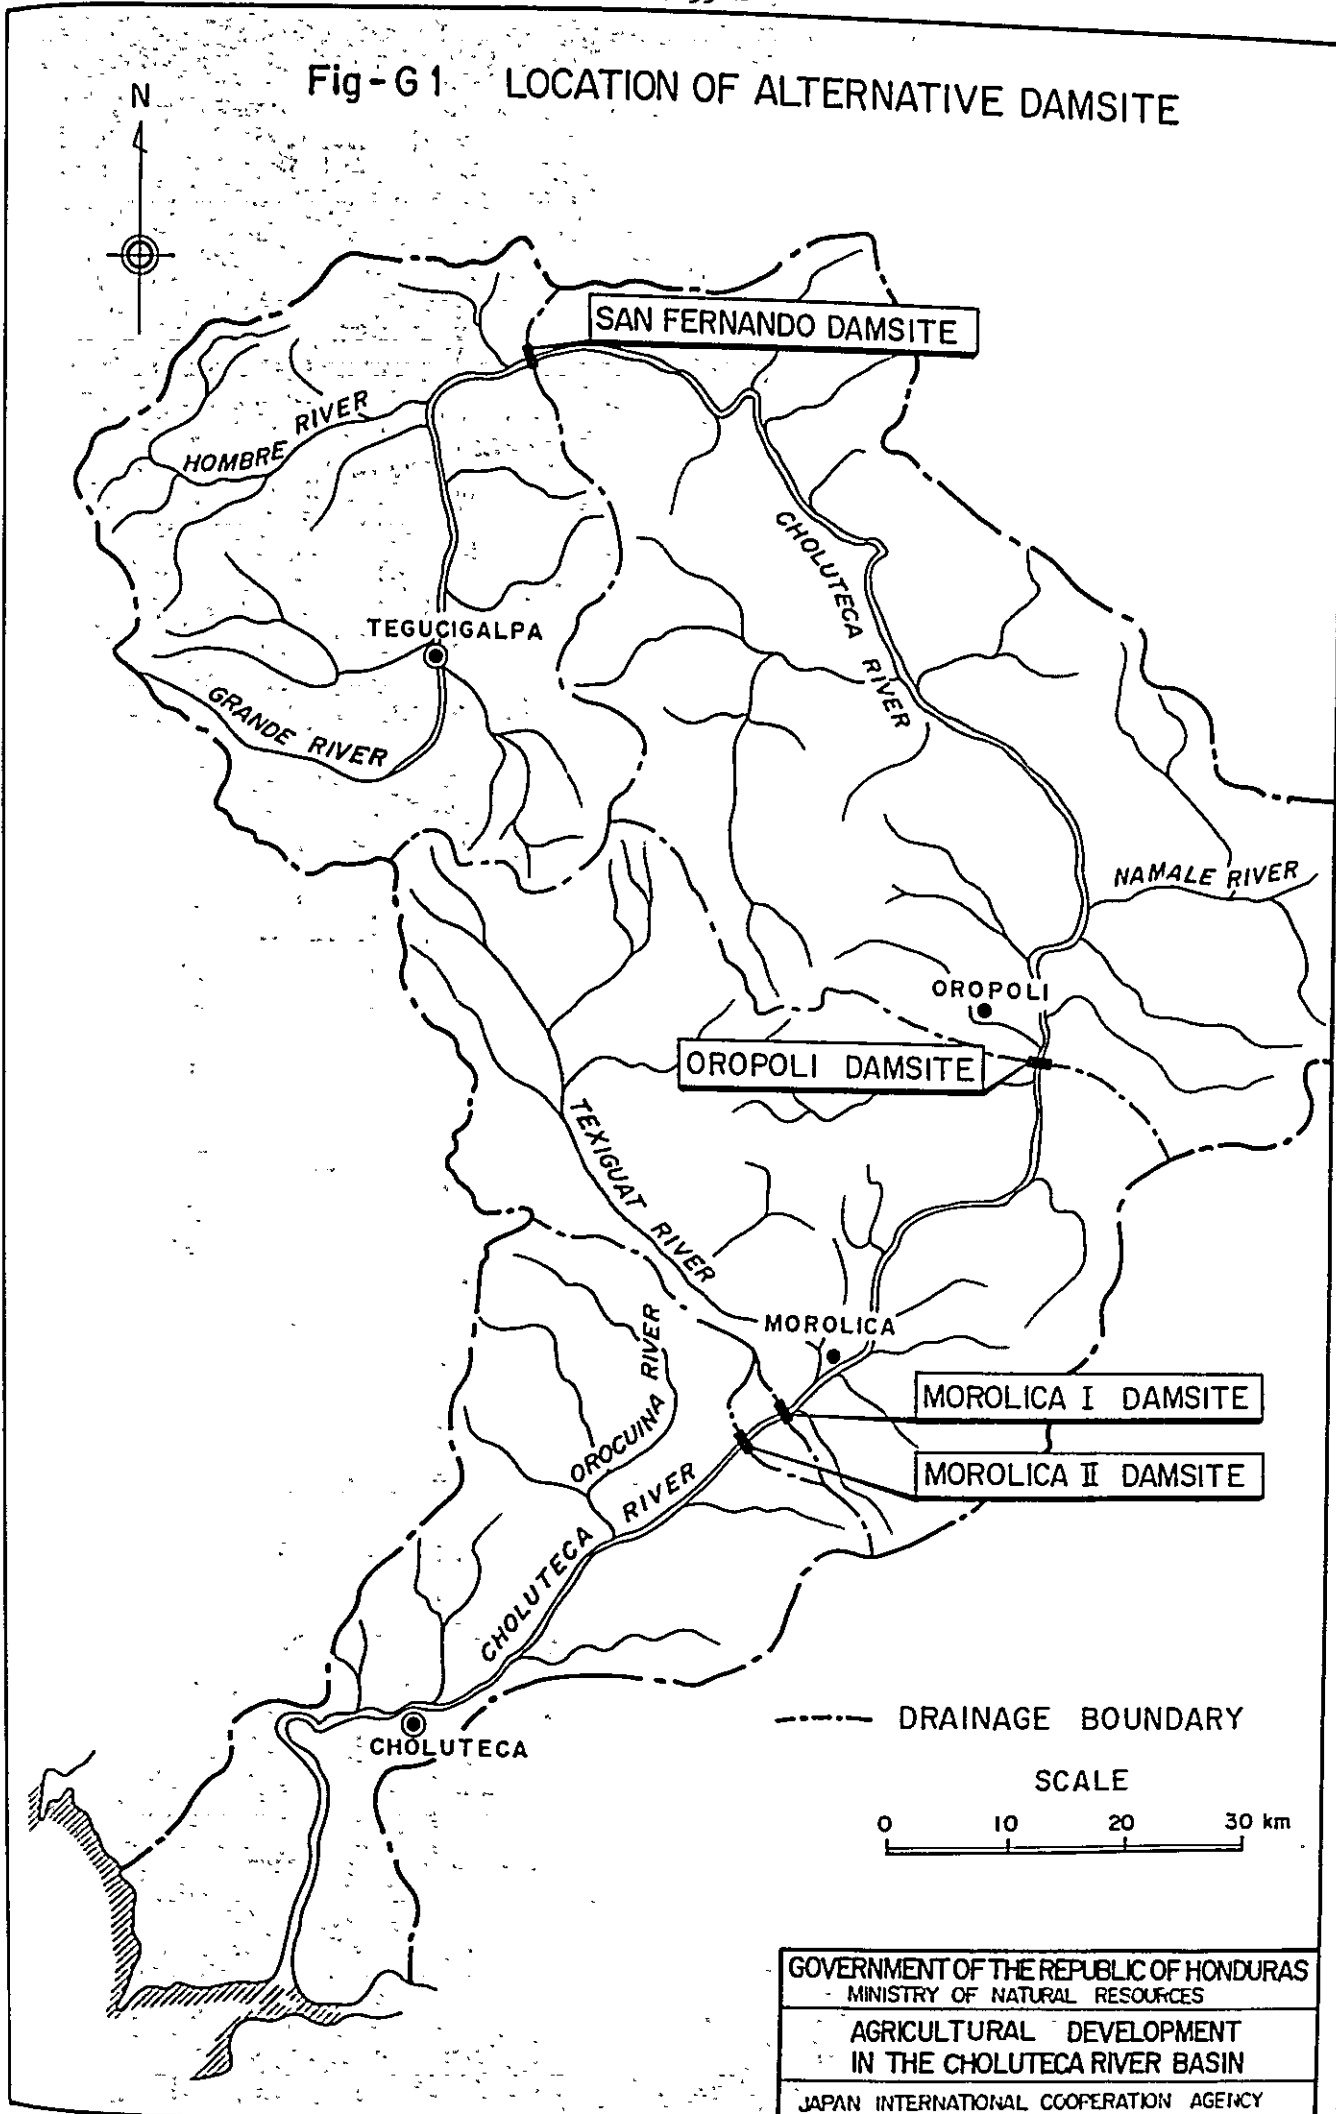 Fig-G 1 LOCATION OF ALTERNATIVE DAMSITE
N
SAN FERNANDO DAMSITE
HOMBRE RIVER
CHOLUTECA RIVER
TEGUCIGALPA
GRANDE RIVER
NAMALE RIVER
OROPOLI
OROPOLI DAMSITE
TEXIGUAT RIVER
MOROLICA
OROCUINA RIVER
MOROLICA I DAMSITE
MOROLICA II DAMSITE
CHOLUTECA RIVER
CHOLUTECA
DRAINAGE BOUNDARY
SCALE
0 10 20 30 km
GOVERNMENT OF THE REPUBLIC OF HONDURAS
MINISTRY OF NATURAL RESOURCES
AGRICULTURAL DEVELOPMENT
IN THE CHOLUTECA RIVER BASIN
JAPAN INTERNATIONAL COOPERATION AGENCY